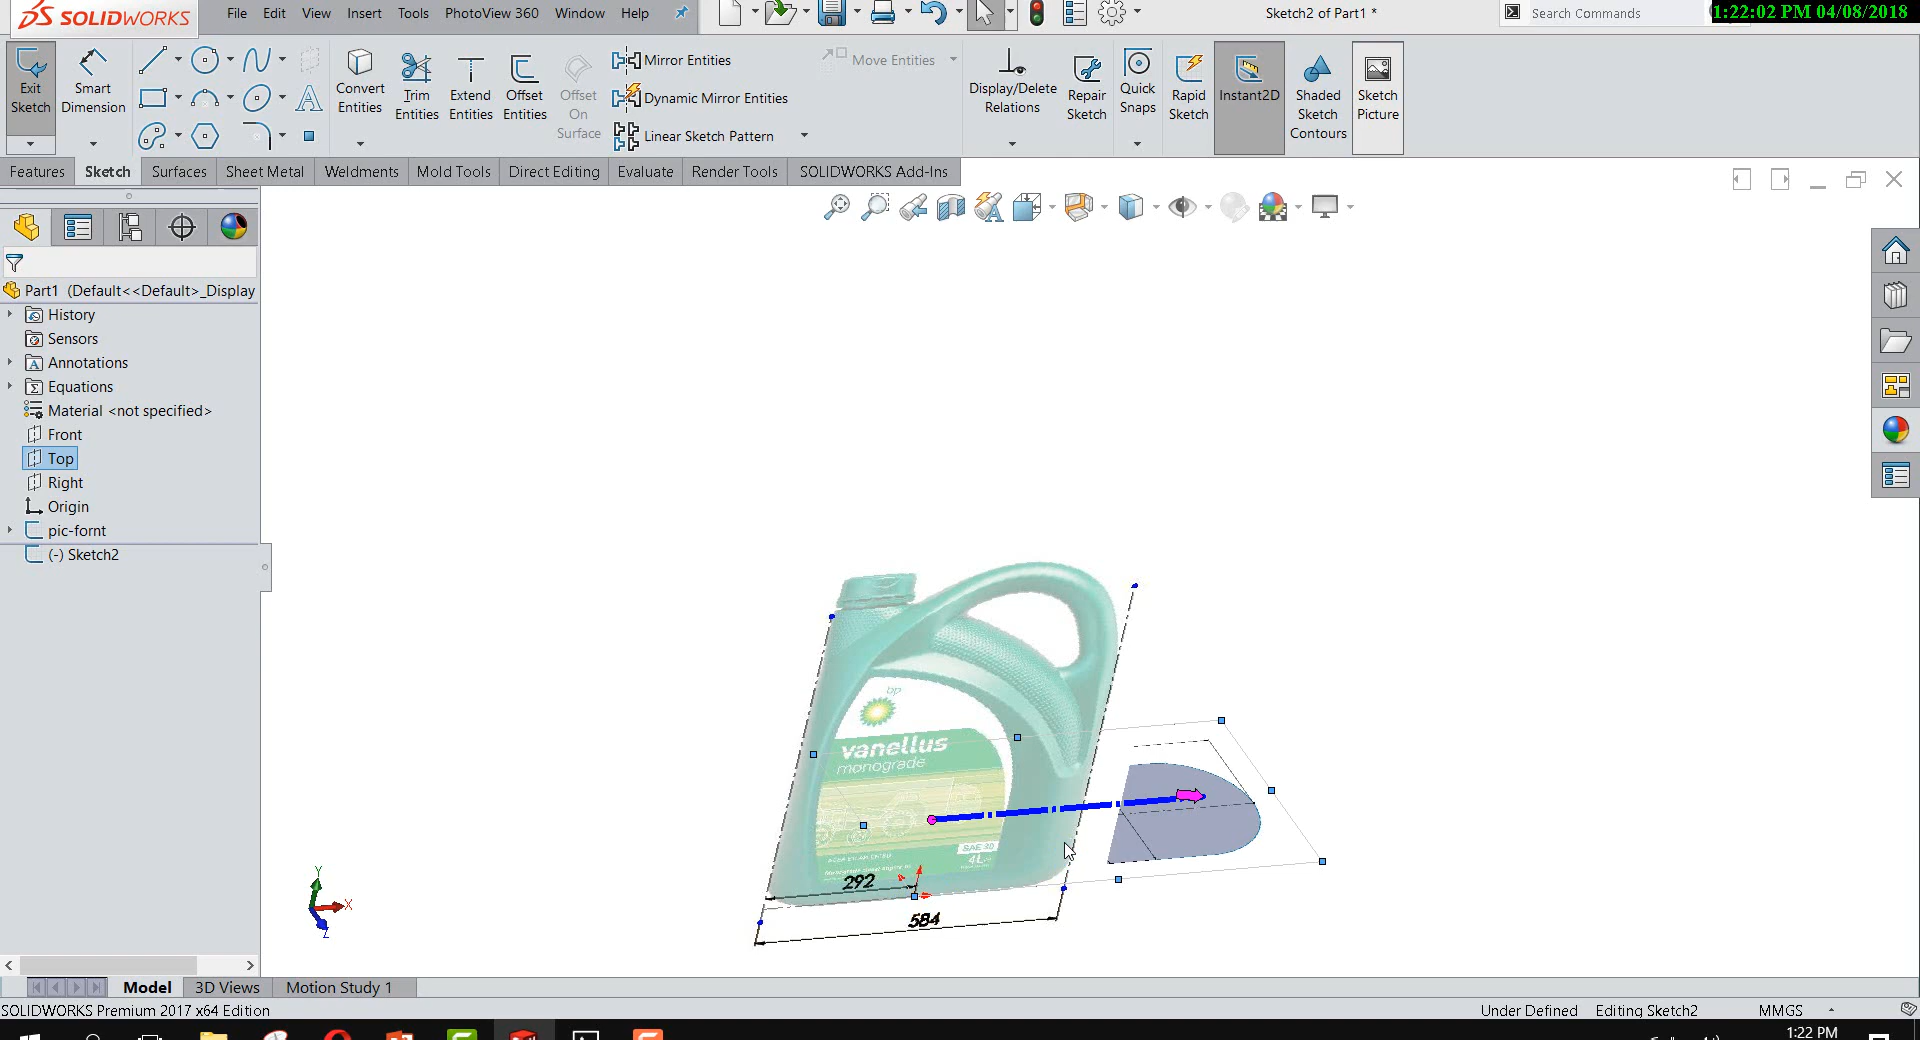 SOLIDWORKS
File Edit View Insert Tools PhotoView 360 Window Help
Sketch2 of Part1 *
Search Commands
1:22:02 PM 04/08/2018
Exit Sketch
Smart Dimension
Convert Entities
Trim Entities
Extend Entities
Offset Entities
Offset On Surface
Mirror Entities
Dynamic Mirror Entities
Linear Sketch Pattern
Move Entities
Display/Delete Relations
Repair Sketch
Quick Snaps
Rapid Sketch
Instant2D
Shaded Sketch Contours
Sketch Picture
Features Sketch Surfaces Sheet Metal Weldments Mold Tools Direct Editing Evaluate Render Tools SOLIDWORKS Add-Ins
Part1 (Default<<Default>_Display
History
Sensors
Annotations
Equations
Material <not specified>
Front
Top
Right
Origin
pic-fornt
(-) Sketch2
bp
vanellus
monograde
SAE 30
4L
292
584
Y
X
Z
Model 3D Views Motion Study 1
SOLIDWORKS Premium 2017 x64 Edition
Under Defined Editing Sketch2 MMGS
1:22 PM